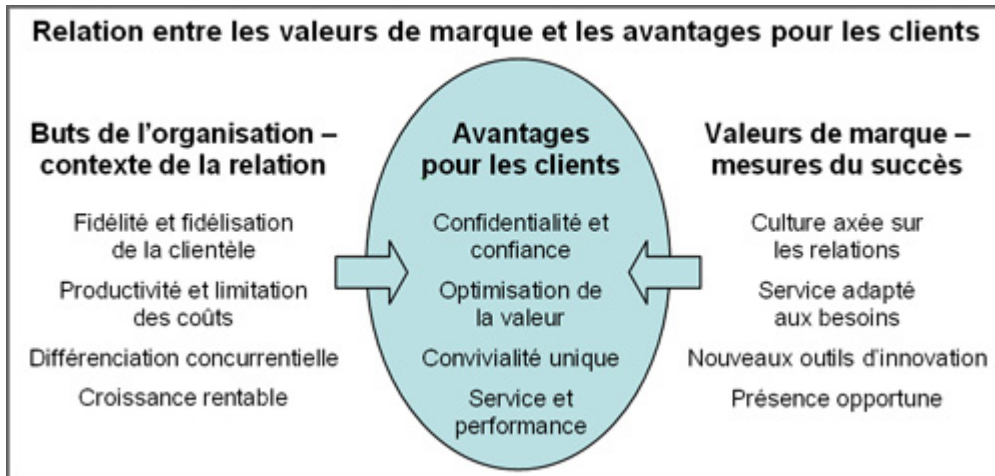 Relation entre les valeurs de marque et les avantages pour les clients
Buts de l'organisation –
contexte de la relation
Fidélité et fidélisation
de la clientèle
Productivité et limitation
des coûts
Différenciation concurrentielle
Croissance rentable
Avantages
pour les clients
Confidentialité et
confiance
Optimisation de
la valeur
Convivialité unique
Service et
performance
Valeurs de marque –
mesures du succès
Culture axée sur
les relations
Service adapté
aux besoins
Nouveaux outils d'innovation
Présence opportune